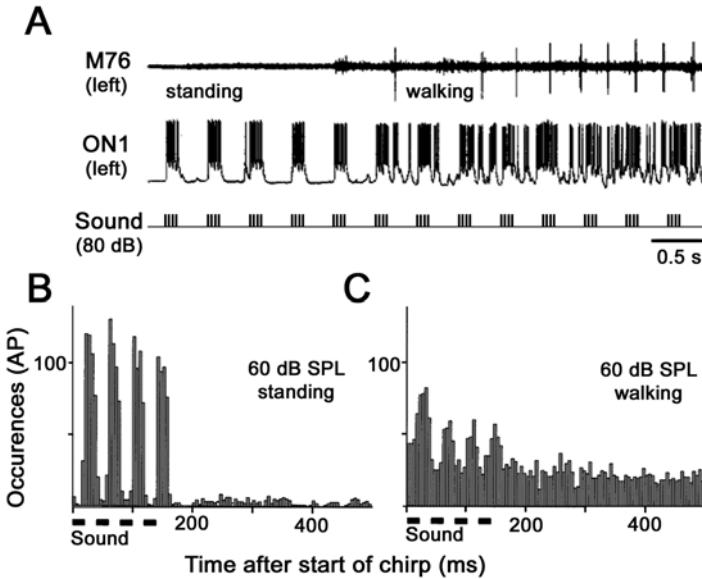 A
M76
(left)
standing
walking
ON1
(left)
Sound
(80 dB)
0.5 s
B
C
Occurences (AP)
100
60 dB SPL
standing
100
60 dB SPL
walking
Sound
200
400
Sound
200
400
Time after start of chirp (ms)